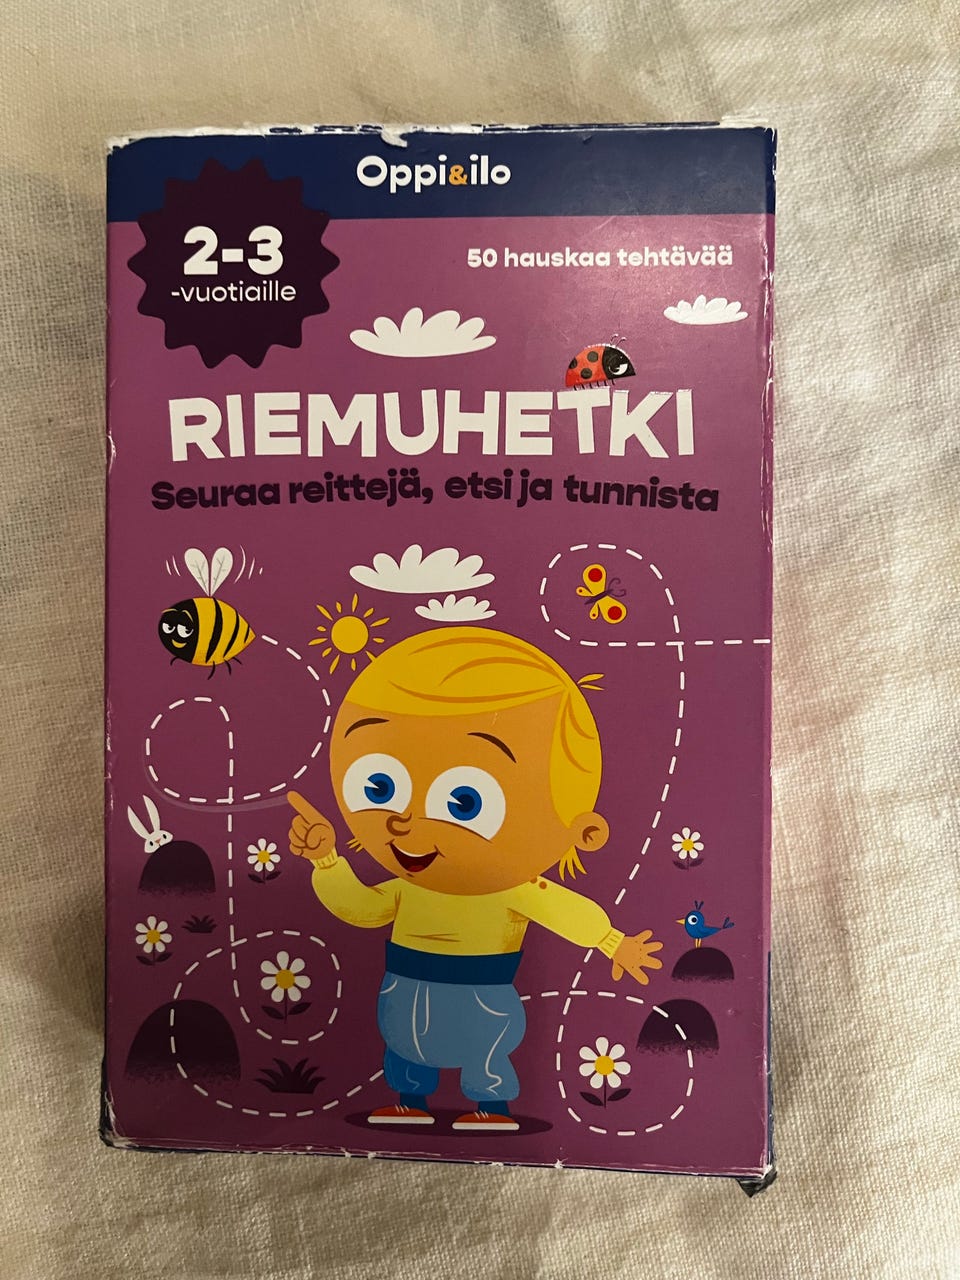 Oppi&ilo
2-3
-vuotiaille
50 hauskaa tehtävää
RIEMUHETKI
Seuraa reittejä, etsi ja tunnista